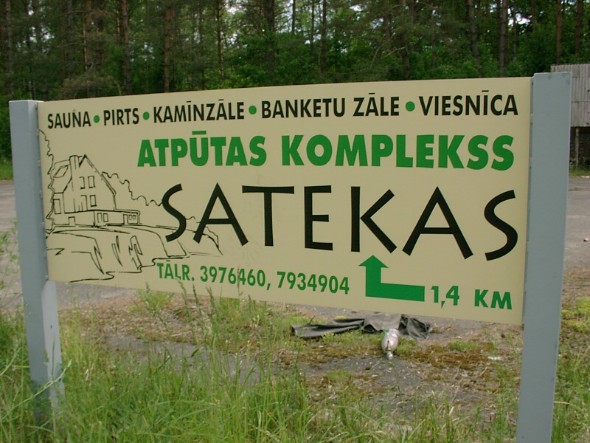 SAUNA • PIRTS • KAMĪNZĀLE • BANKETU ZĀLE • VIESNĪCA
ATPŪTAS KOMPLEKSS
SATEKAS
TĀLR. 3976460, 7934904
1,4 KM